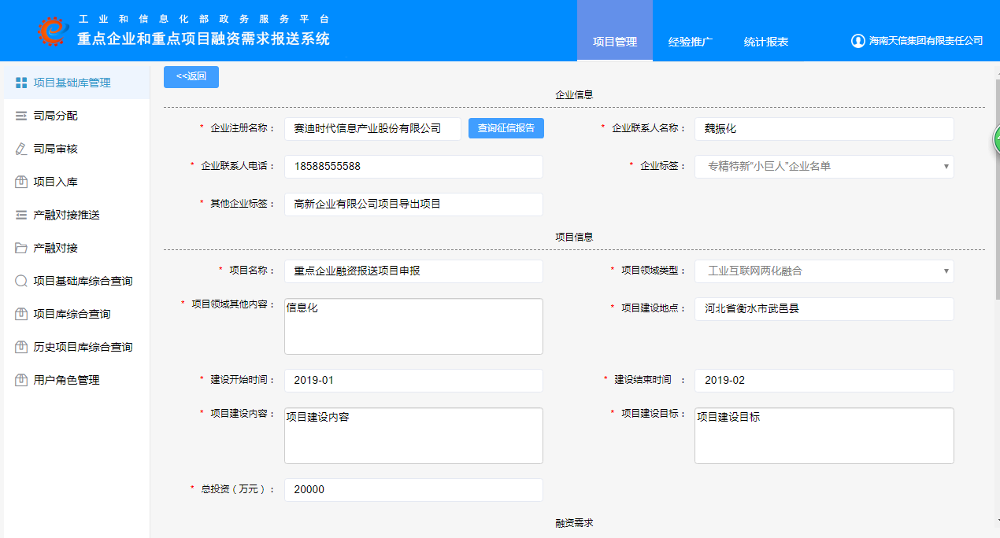 工业和信息化部政务服务平台
重点企业和重点项目融资需求报送系统
项目管理
经验推广
统计报表
海南天信集团有限责任公司
项目基础库管理
司局分配
司局审核
项目入库
产融对接推送
产融对接
项目基础库综合查询
项目库综合查询
历史项目库综合查询
用户角色管理
<<返回
企业信息
* 企业注册名称： 赛迪时代信息产业股份有限公司 查询征信报告
* 企业联系人名称： 魏振化
* 企业联系人电话： 18588555588
* 企业标签： 专精特新“小巨人”企业名单
* 其他企业标签： 高新企业有限公司项目导出项目
项目信息
* 项目名称： 重点企业融资报送项目申报
* 项目领域类型： 工业互联网两化融合
* 项目领域其他内容： 信息化
* 项目建设地点： 河北省衡水市武邑县
* 建设开始时间： 2019-01
* 建设结束时间 ： 2019-02
* 项目建设内容： 项目建设内容
* 项目建设目标： 项目建设目标
* 总投资（万元）： 20000
融资需求